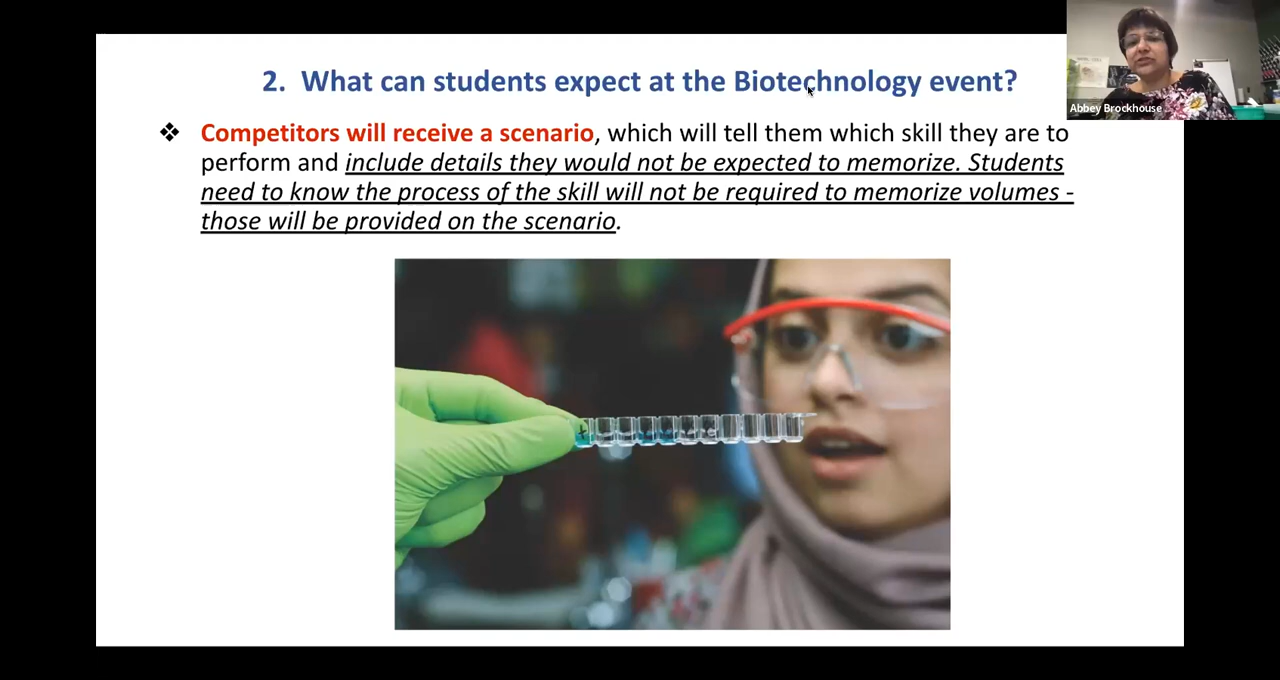 2. What can students expect at the Biotechnology event?
❖ Competitors will receive a scenario, which will tell them which skill they are to
perform and include details they would not be expected to memorize. Students
need to know the process of the skill will not be required to memorize volumes -
those will be provided on the scenario.
Abbey Brockhouse